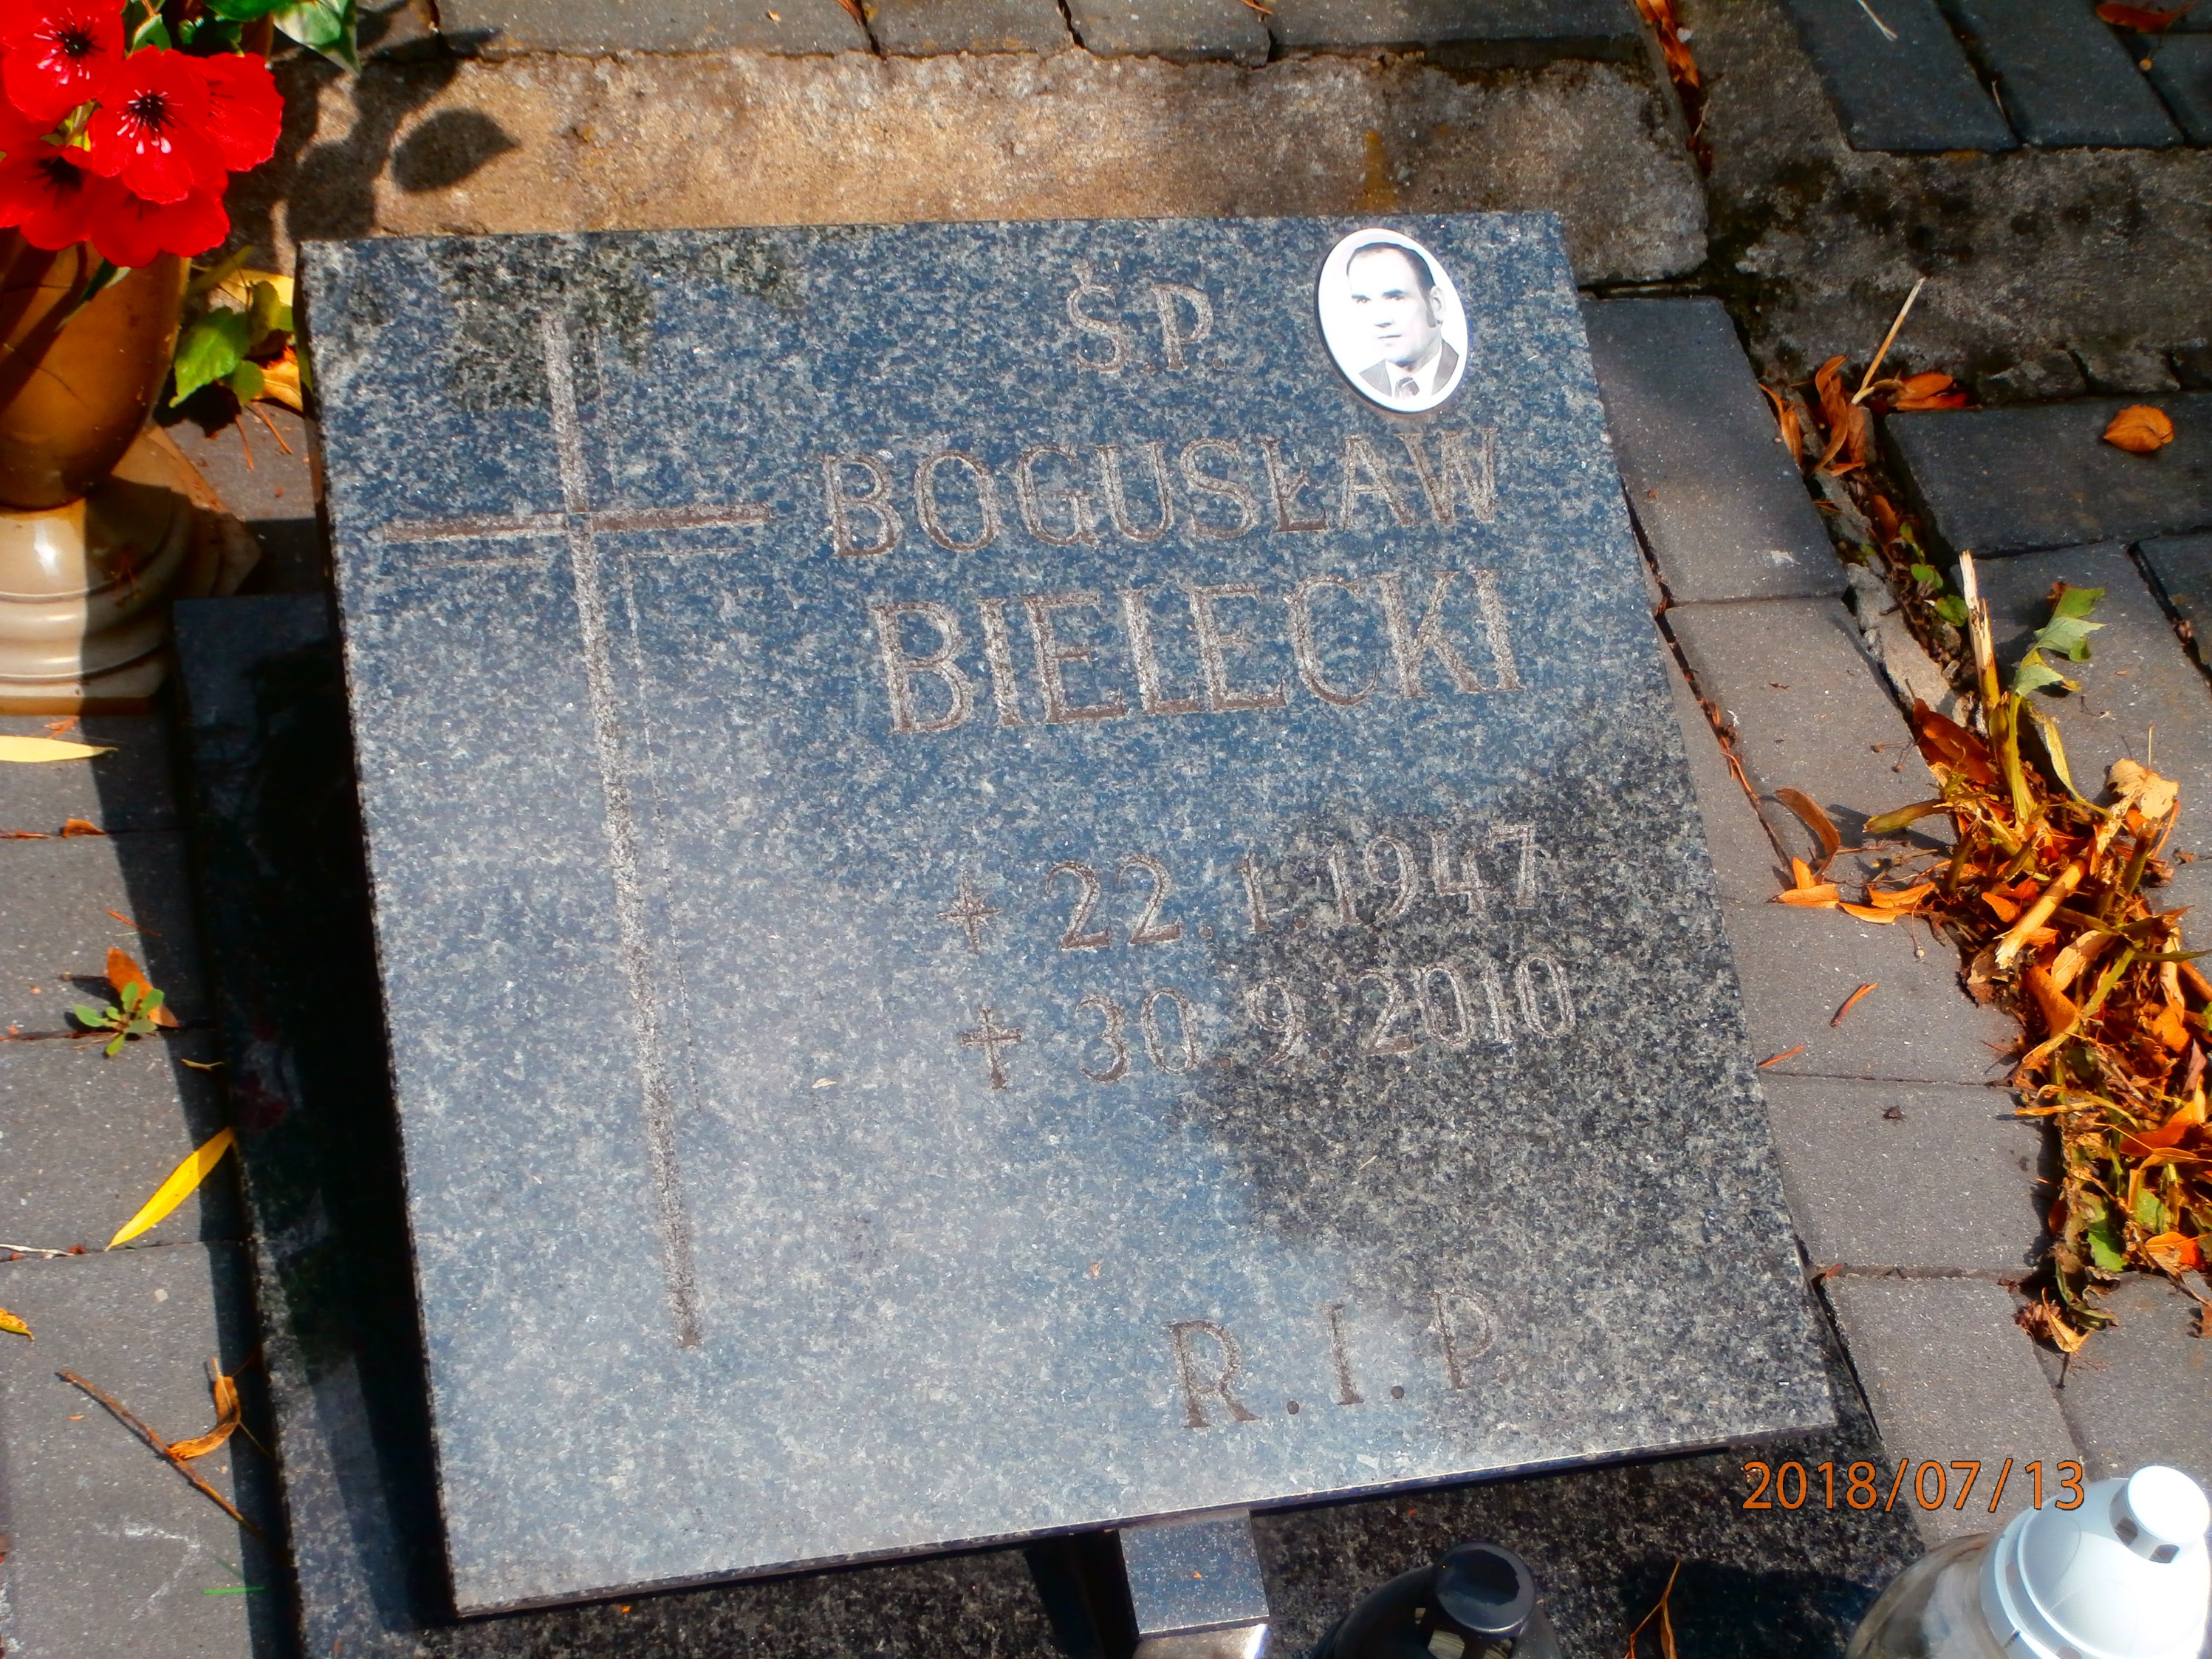 Ś.P.
BOGUSŁAW
BIELECKI
* 22.1.1947
† 30.9.2010
R.I.P.
2018/07/13